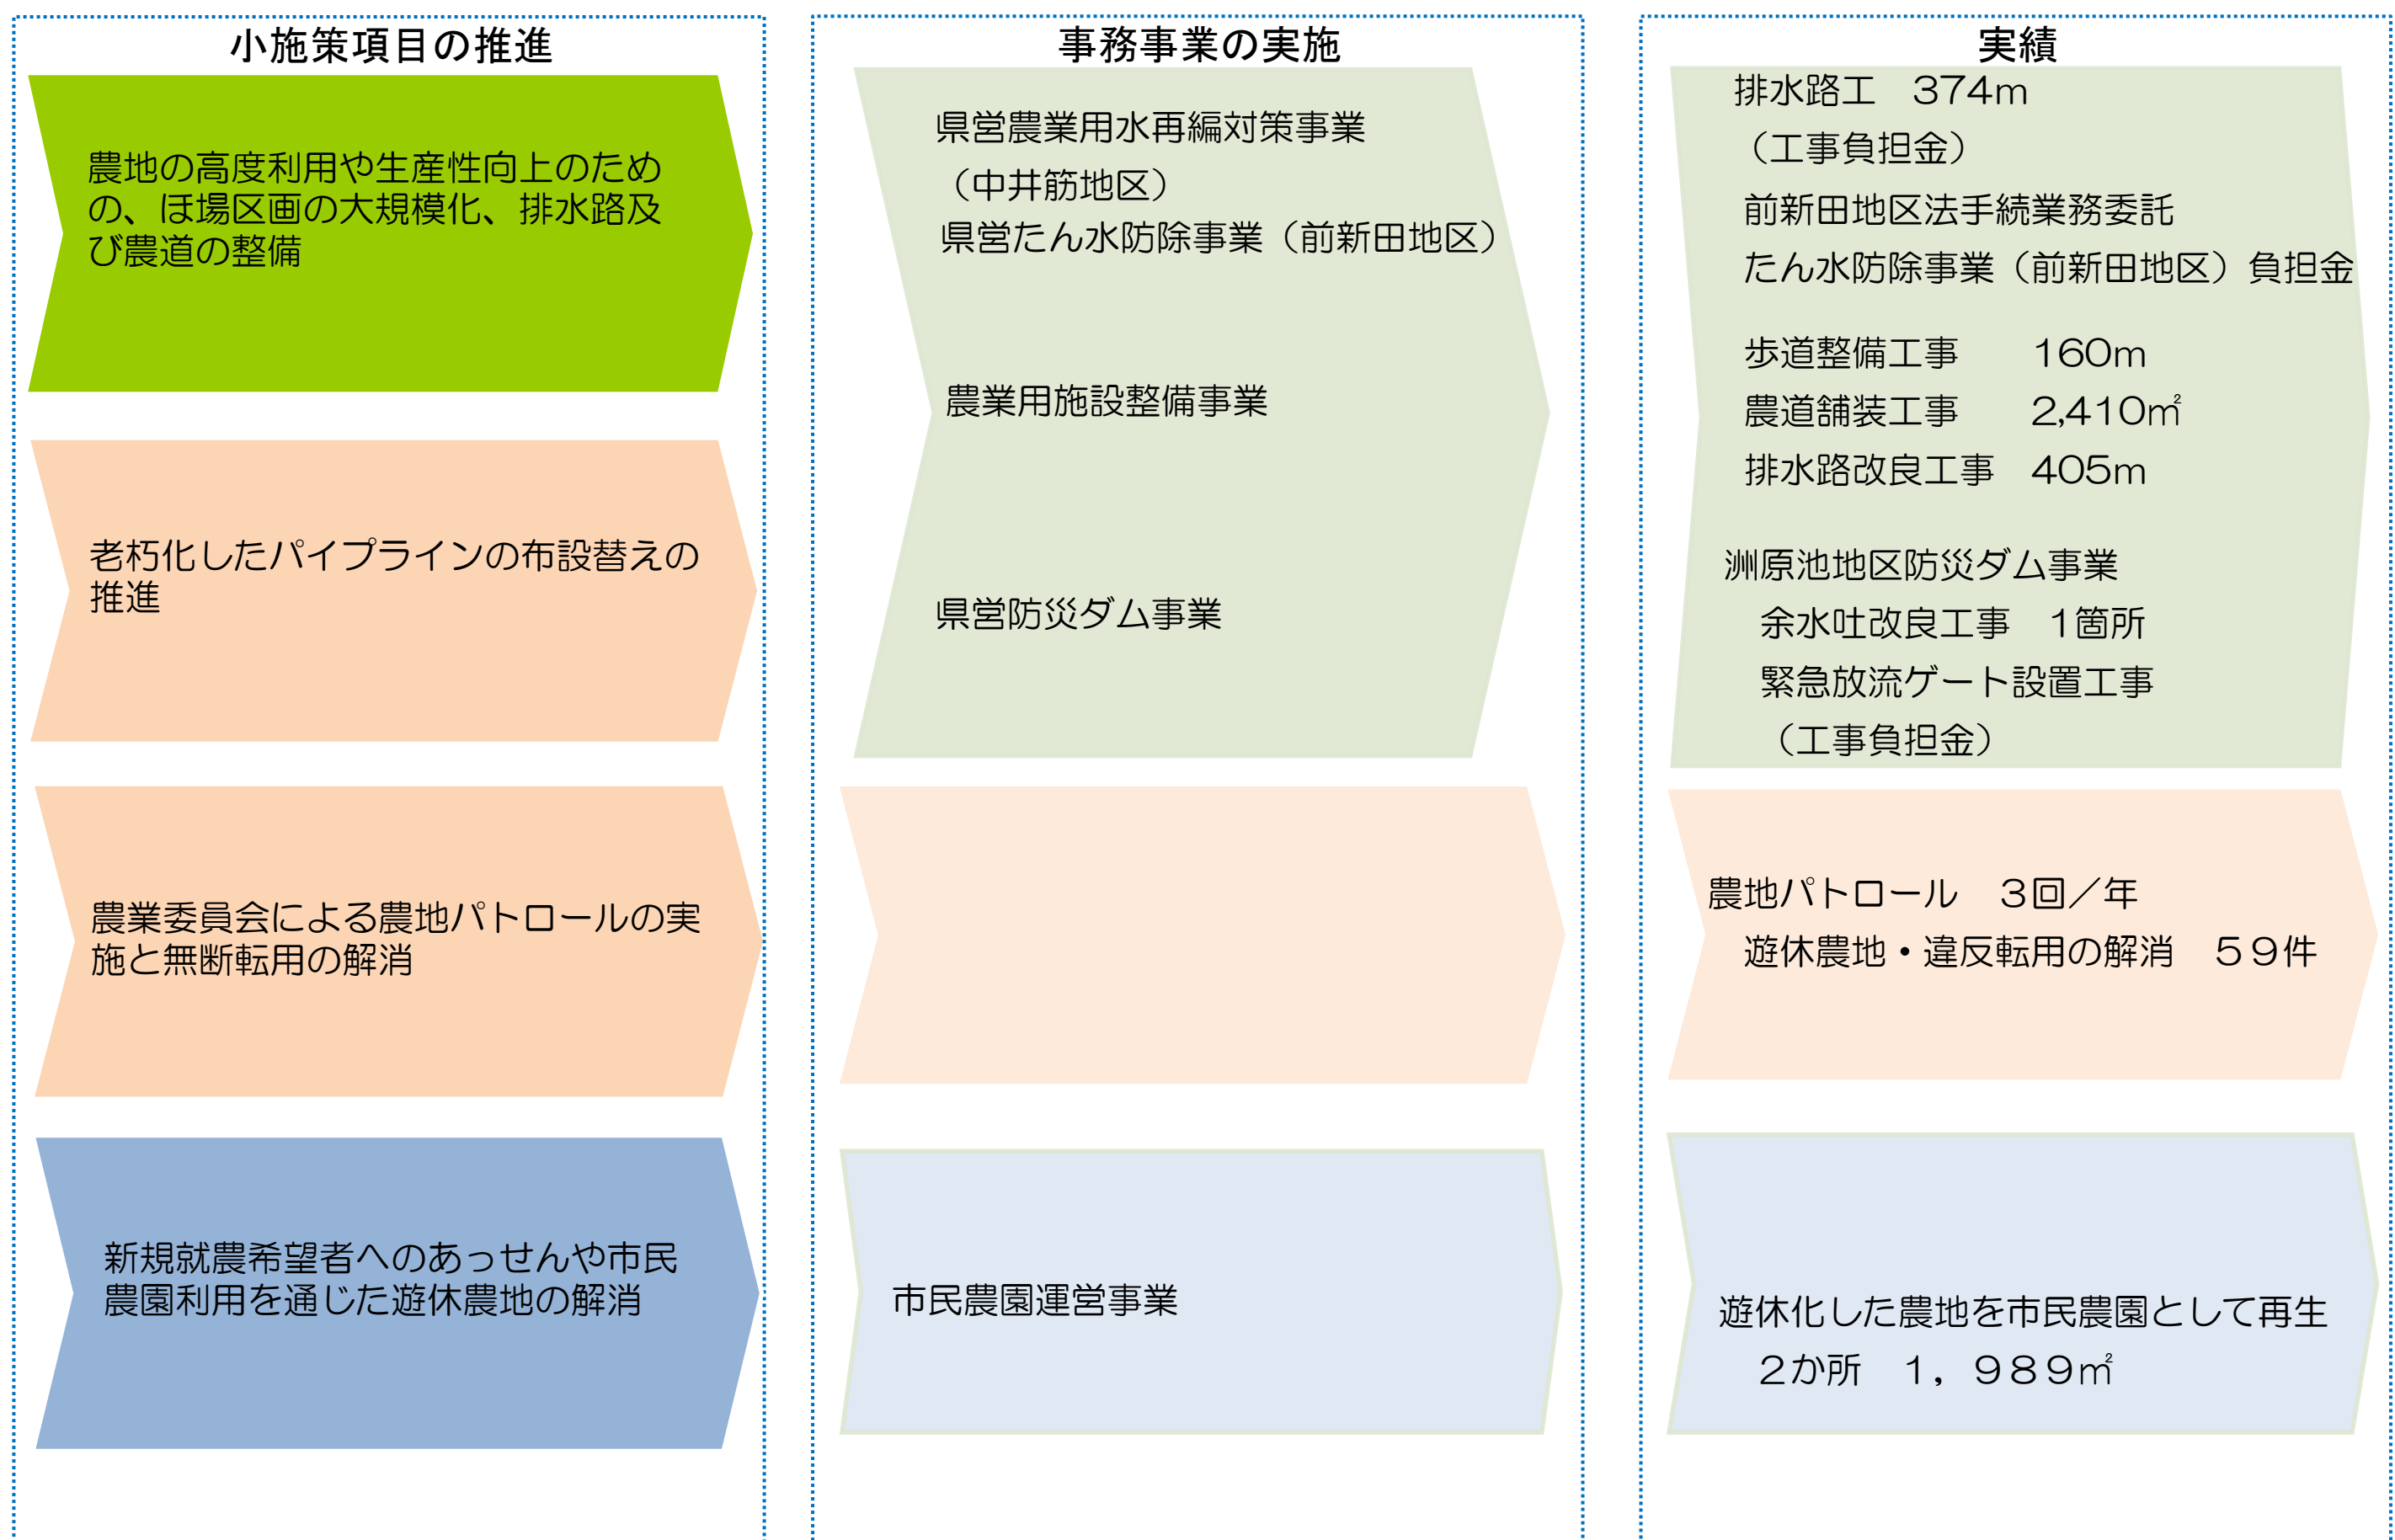 小施策項目の推進
農地の高度利用や生産性向上のため
の、ほ場区画の大規模化、排水路及
び農道の整備
老朽化したパイプラインの布設替えの
推進
農業委員会による農地パトロールの実
施と無断転用の解消
新規就農希望者へのあっせんや市民
農園利用を通じた遊休農地の解消
事務事業の実施
県営農業用水再編対策事業
（中井筋地区）
県営たん水防除事業（前新田地区）
農業用施設整備事業
県営防災ダム事業
市民農園運営事業
実績
排水路工　374m
（工事負担金）
前新田地区法手続業務委託
たん水防除事業（前新田地区）負担金
歩道整備工事　　160m
農道舗装工事　　2,410㎡
排水路改良工事　405m
洲原池地区防災ダム事業
余水吐改良工事　1箇所
緊急放流ゲート設置工事
（工事負担金）
農地パトロール　３回／年
遊休農地・違反転用の解消　５９件
遊休化した農地を市民農園として再生
２か所　１，９８９㎡